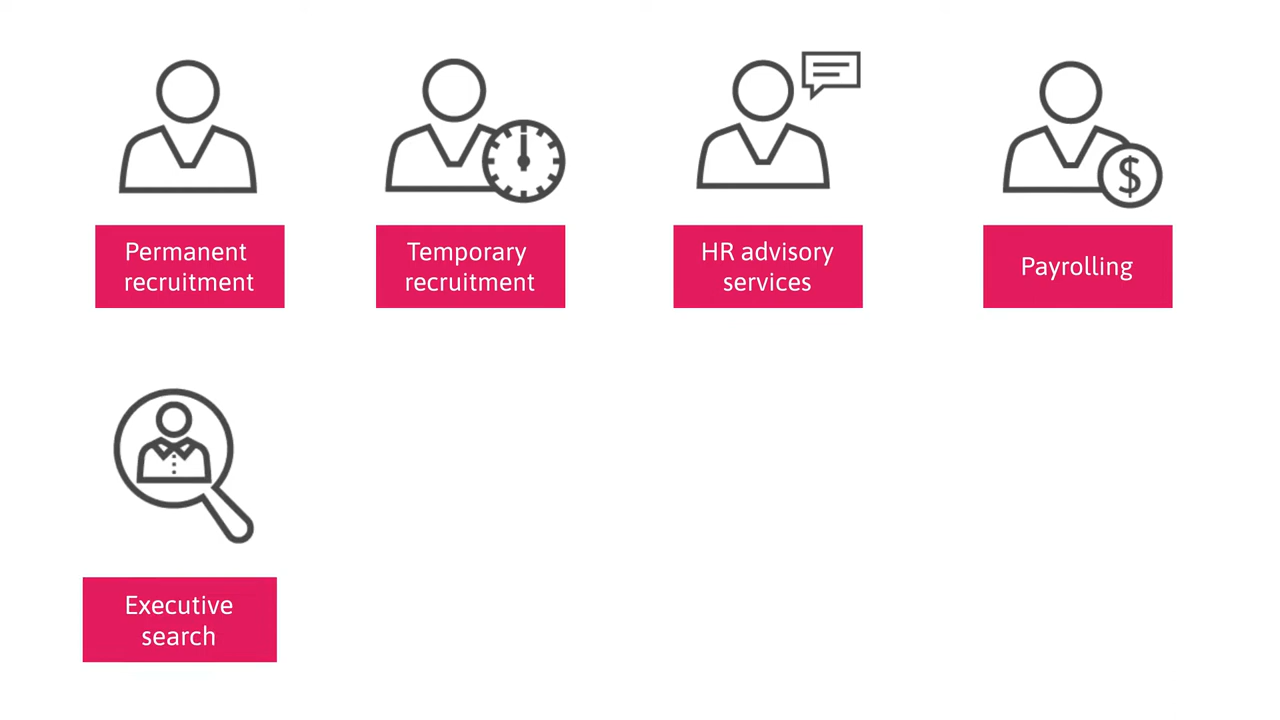 Permanent
recruitment
Temporary
recruitment
HR advisory
services
$
Payrolling
Executive
search